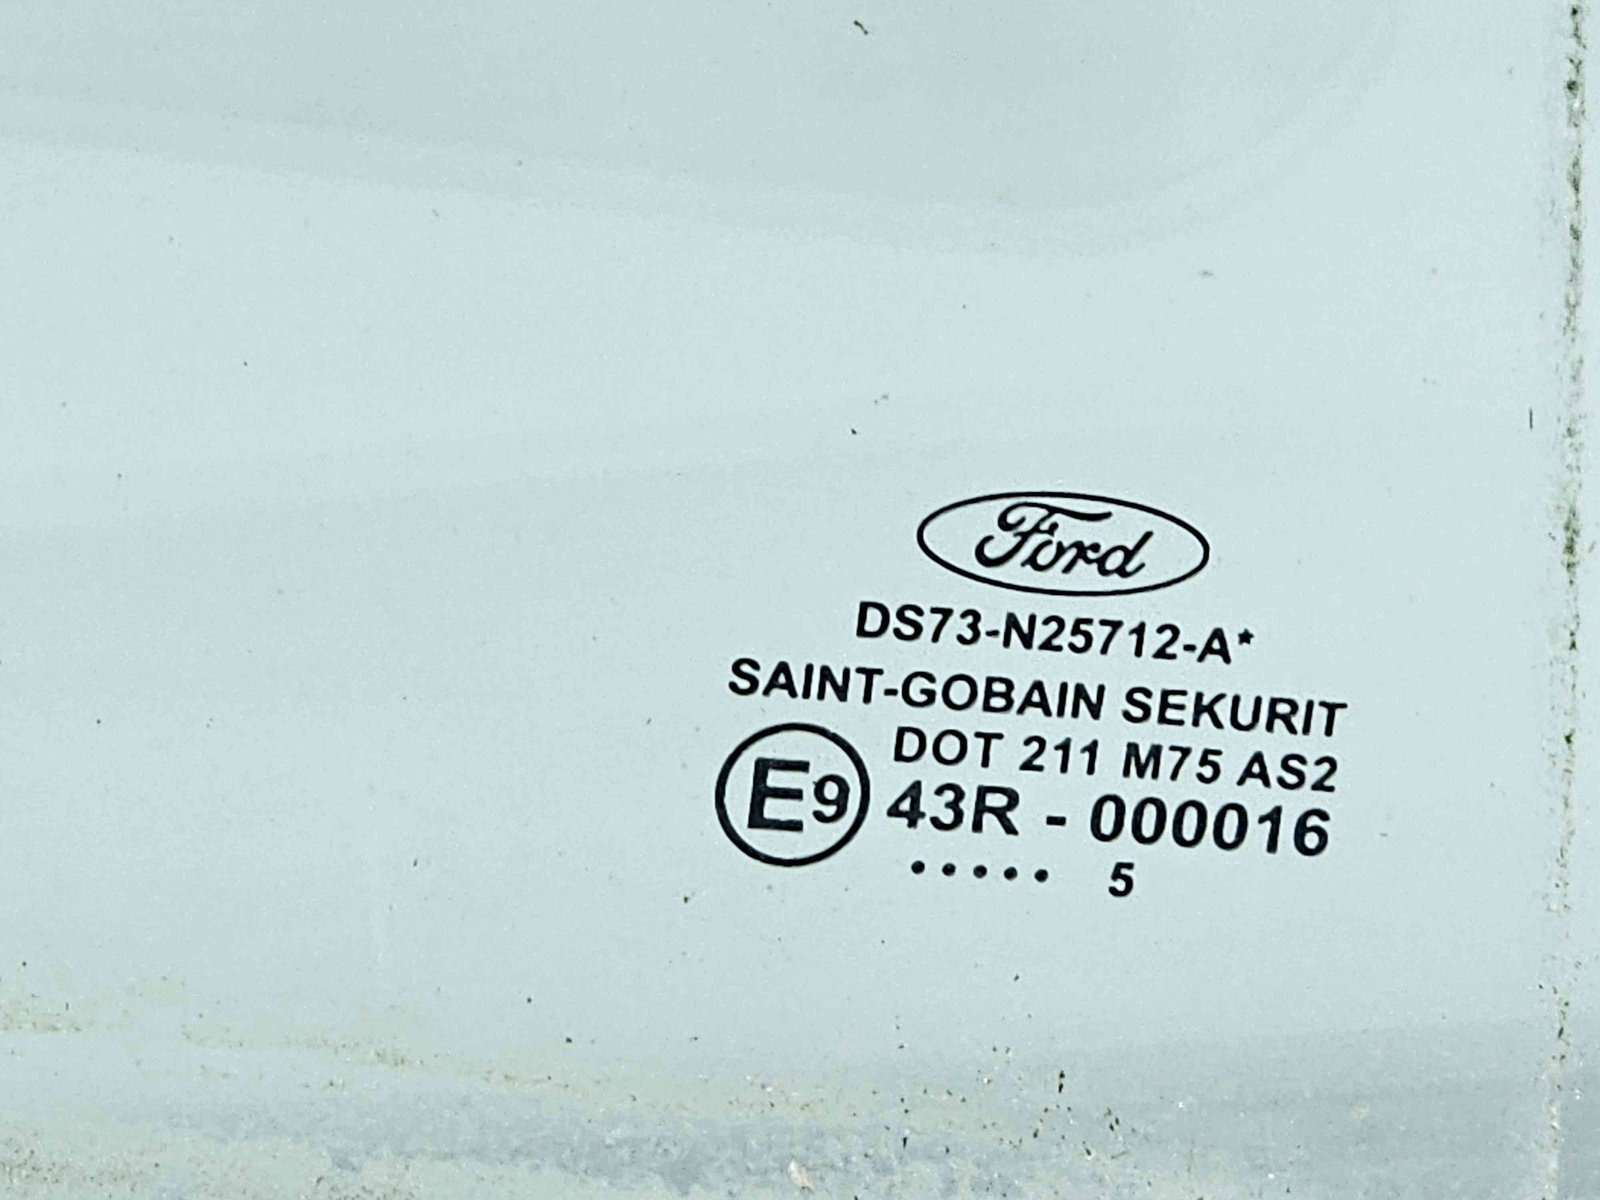 Ford
DS73-N25712-A*
SAINT-GOBAIN SEKURIT
DOT 211 M75 AS2
E9 43R - 000016
..... 5